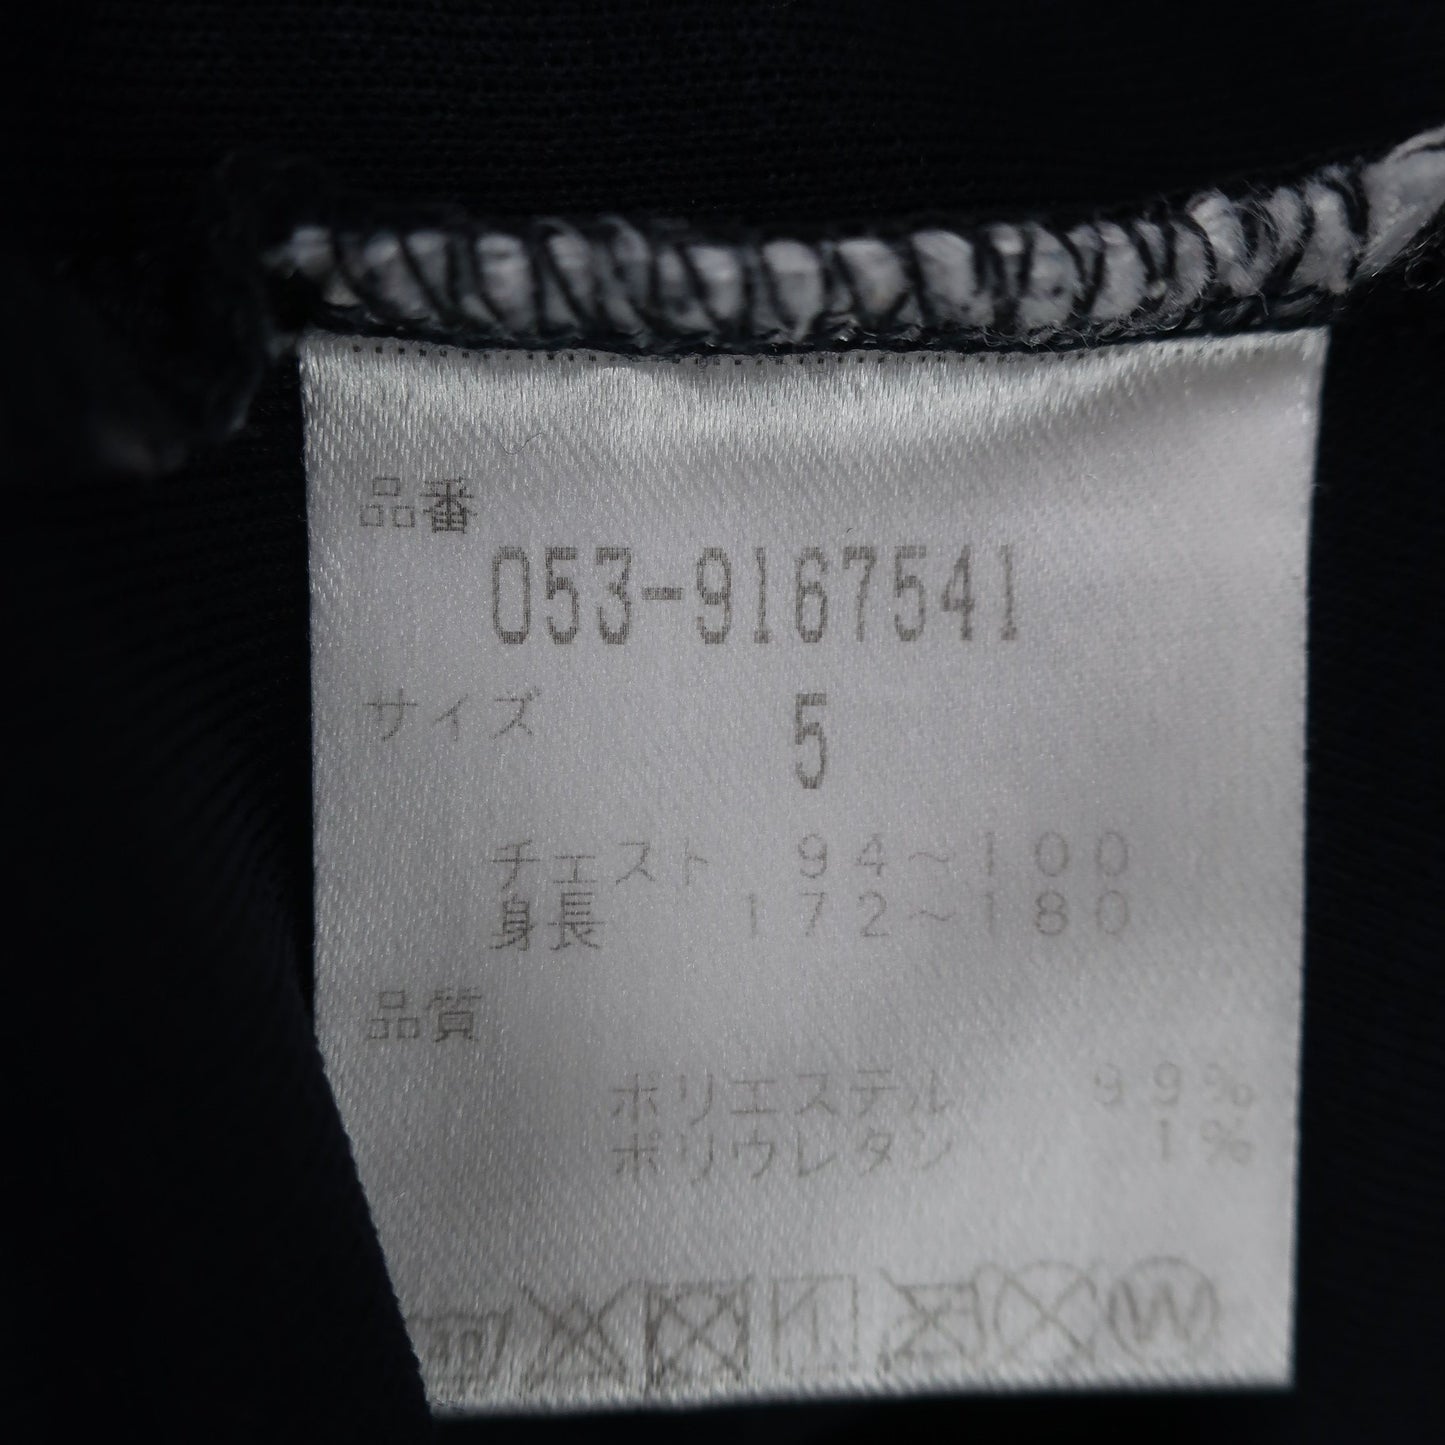 品番
053-9167541
サイズ 5
チェスト 94~100
身長 172~180
品質
ポリエステル 99%
ポリウレタン 1%
W